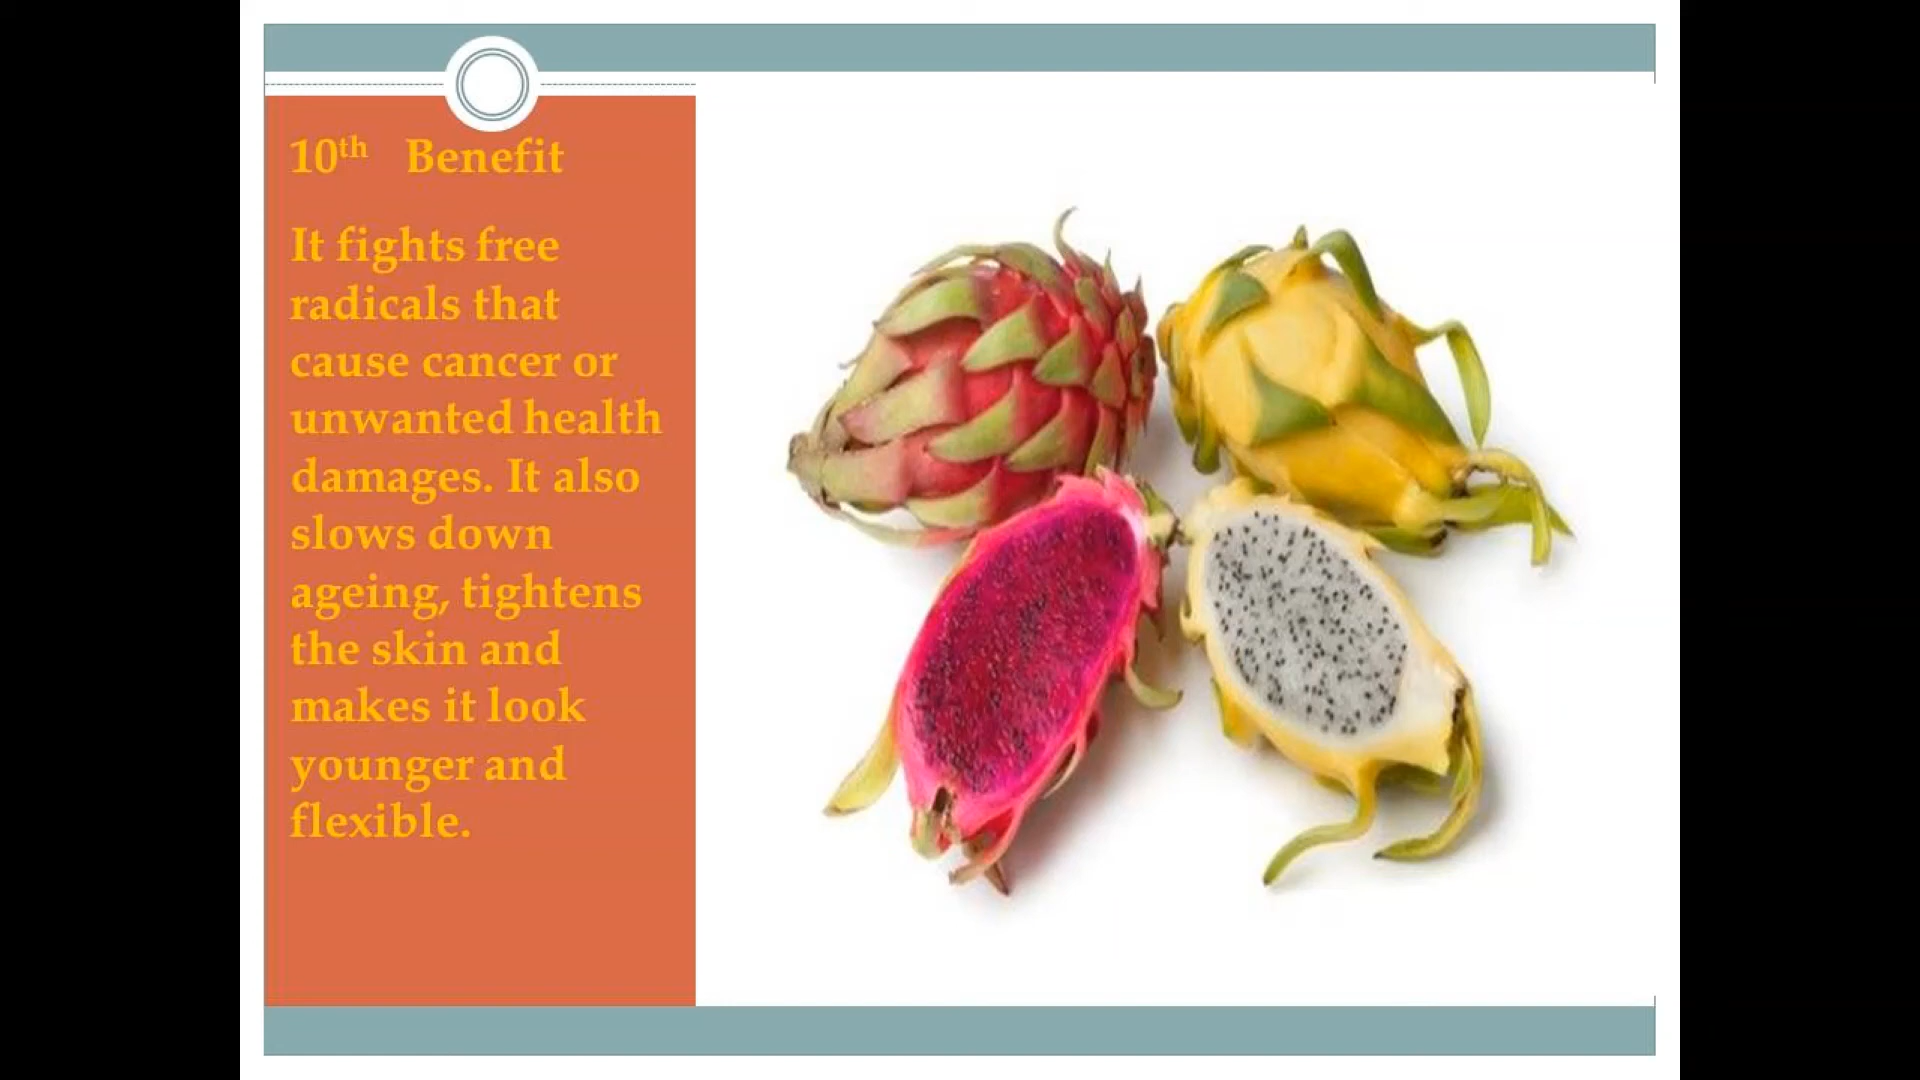 10th Benefit
It fights free
radicals that
cause cancer or
unwanted health
damages. It also
slows down
ageing, tightens
the skin and
makes it look
younger and
flexible.